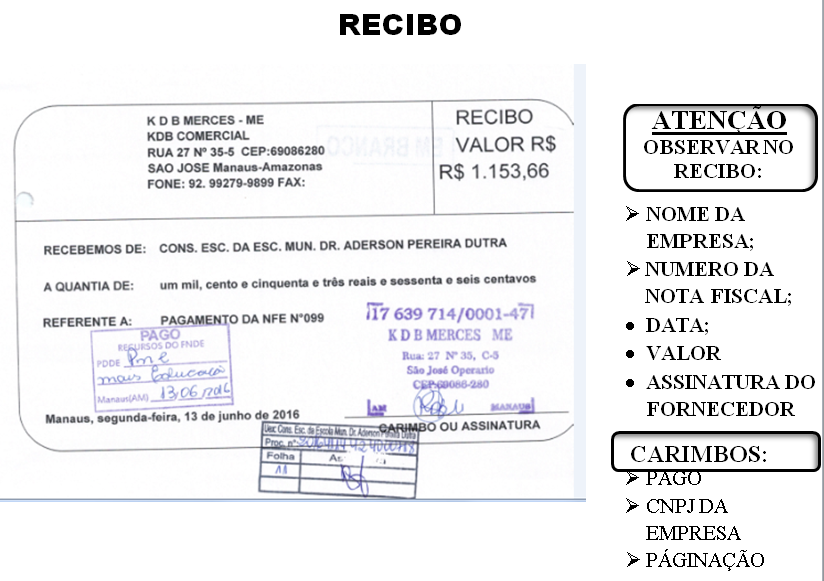 RECIBO
K D B MERCES - ME
KDB COMERCIAL
RUA 27 Nº 35-5 CEP:69086280
SAO JOSE Manaus-Amazonas
FONE: 92. 99279-9899 FAX:
RECIBO
VALOR R$
R$ 1.153,66
EM BRANCO
RECEBEMOS DE: CONS. ESC. DA ESC. MUN. DR. ADERSON PEREIRA DUTRA
A QUANTIA DE: um mil, cento e cinquenta e três reais e sessenta e seis centavos
REFERENTE A: PAGAMENTO DA NFE N°099
PAGO
RECURSOS DO FNDE
PDDE Pme
mais Educação
Manaus(AM) 13/06/2016
17 639 714/0001-47
K D B MERCES ME
Rua: 27 Nº 35, C-5
São José Operario
CEP:69086-280
AM MANAUS
Manaus, segunda-feira, 13 de junho de 2016
CARIMBO OU ASSINATURA
Uex: Cons. Esc. da Escola Mun. Dr. Aderson Pereira Dutra
Proc. nº
Folha
11
ATENÇÃO
OBSERVAR NO
RECIBO:
➢ NOME DA
EMPRESA;
➢ NUMERO DA
NOTA FISCAL;
• DATA;
• VALOR
• ASSINATURA DO
FORNECEDOR
CARIMBOS:
➢ PAGO
➢ CNPJ DA
EMPRESA
➢ PÁGINAÇÃO